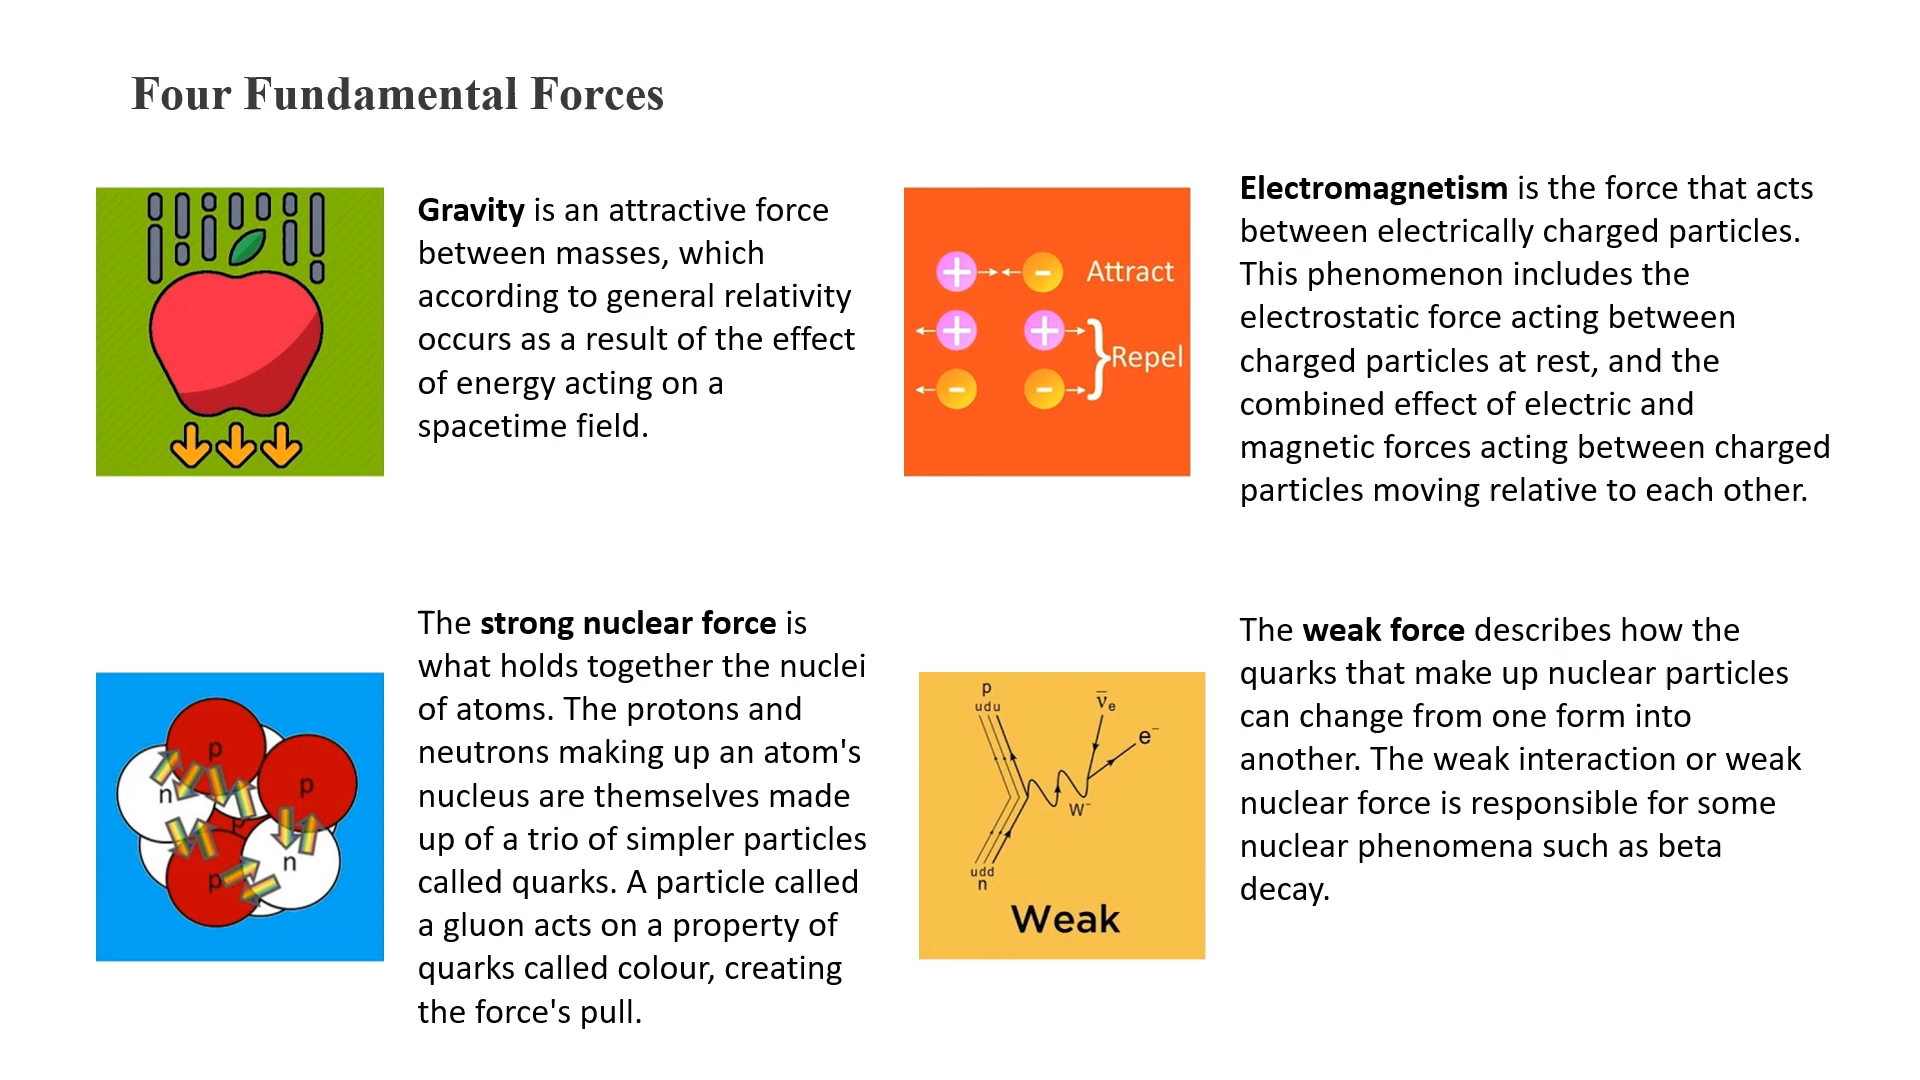 Four Fundamental Forces
Gravity is an attractive force
between masses, which
according to general relativity
occurs as a result of the effect
of energy acting on a
spacetime field.
Attract
Repel
Electromagnetism is the force that acts
between electrically charged particles.
This phenomenon includes the
electrostatic force acting between
charged particles at rest, and the
combined effect of electric and
magnetic forces acting between charged
particles moving relative to each other.
p
n
p
p
n
p
The strong nuclear force is
what holds together the nuclei
of atoms. The protons and
neutrons making up an atom's
nucleus are themselves made
up of a trio of simpler particles
called quarks. A particle called
a gluon acts on a property of
quarks called colour, creating
the force's pull.
p
udu
ν̅e
e⁻
W⁻
udd
n
Weak
The weak force describes how the
quarks that make up nuclear particles
can change from one form into
another. The weak interaction or weak
nuclear force is responsible for some
nuclear phenomena such as beta
decay.